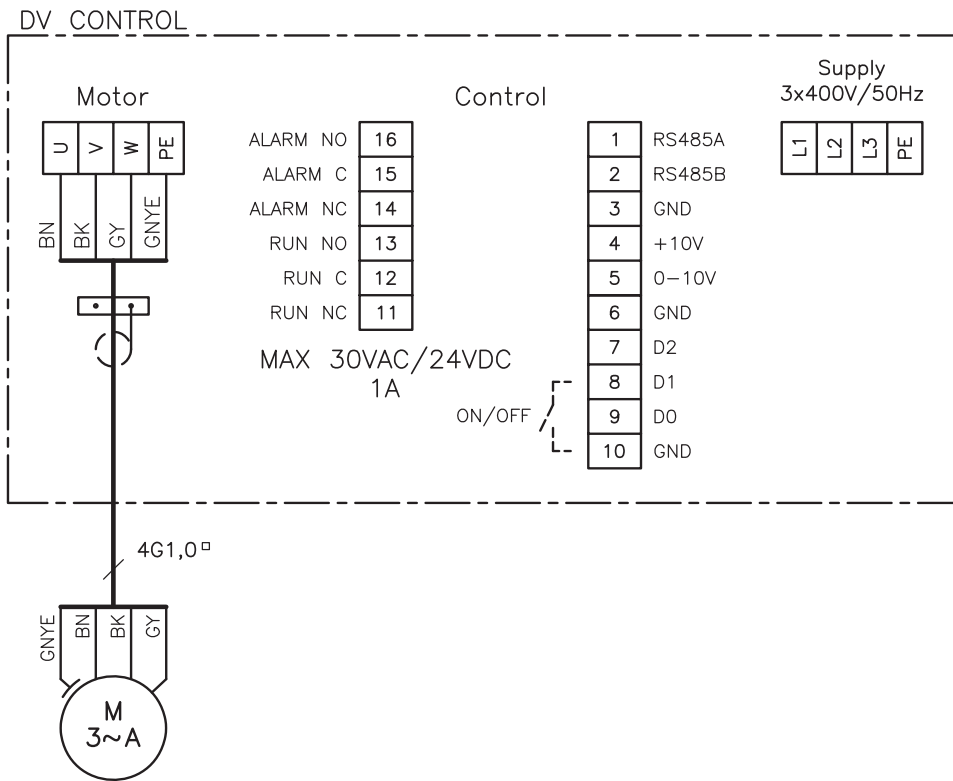 DV CONTROL
Motor
Control
Supply
3x400V/50Hz
U V W PE
BN BK GY GNYE
ALARM NO 16
ALARM C 15
ALARM NC 14
RUN NO 13
RUN C 12
RUN NC 11
MAX 30VAC/24VDC
1A
1 RS485A
2 RS485B
3 GND
4 +10V
5 0-10V
6 GND
7 D2
8 D1
9 D0
10 GND
ON/OFF
L1 L2 L3 PE
4G1,0□
GNYE BN BK GY
M
3~A